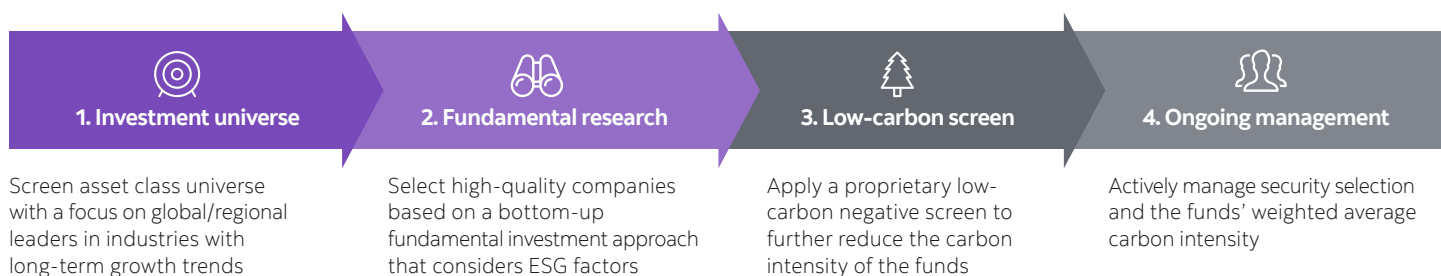 1. Investment universe
Screen asset class universe
with a focus on global/regional
leaders in industries with
long-term growth trends
2. Fundamental research
Select high-quality companies
based on a bottom-up
fundamental investment approach
that considers ESG factors
3. Low-carbon screen
Apply a proprietary low-
carbon negative screen to
further reduce the carbon
intensity of the funds
4. Ongoing management
Actively manage security selection
and the funds’ weighted average
carbon intensity